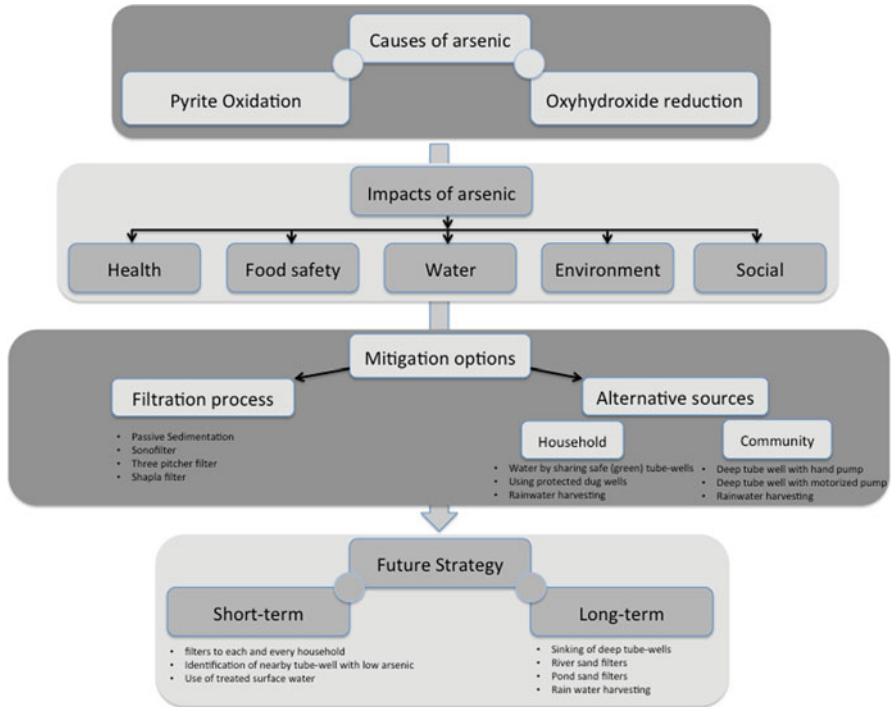 Causes of arsenic
Pyrite Oxidation
Oxyhydroxide reduction
Impacts of arsenic
Health
Food safety
Water
Environment
Social
Mitigation options
Filtration process
• Passive Sedimentation
• Sonofilter
• Three pitcher filter
• Shapla filter
Alternative sources
Household
• Water by sharing safe (green) tube-wells
• Using protected dug wells
• Rainwater harvesting
Community
• Deep tube well with hand pump
• Deep tube well with motorized pump
• Rainwater harvesting
Future Strategy
Short-term
• filters to each and every household
• Identification of nearby tube-well with low arsenic
• Use of treated surface water
Long-term
• Sinking of deep tube-wells
• River sand filters
• Pond sand filters
• Rain water harvesting